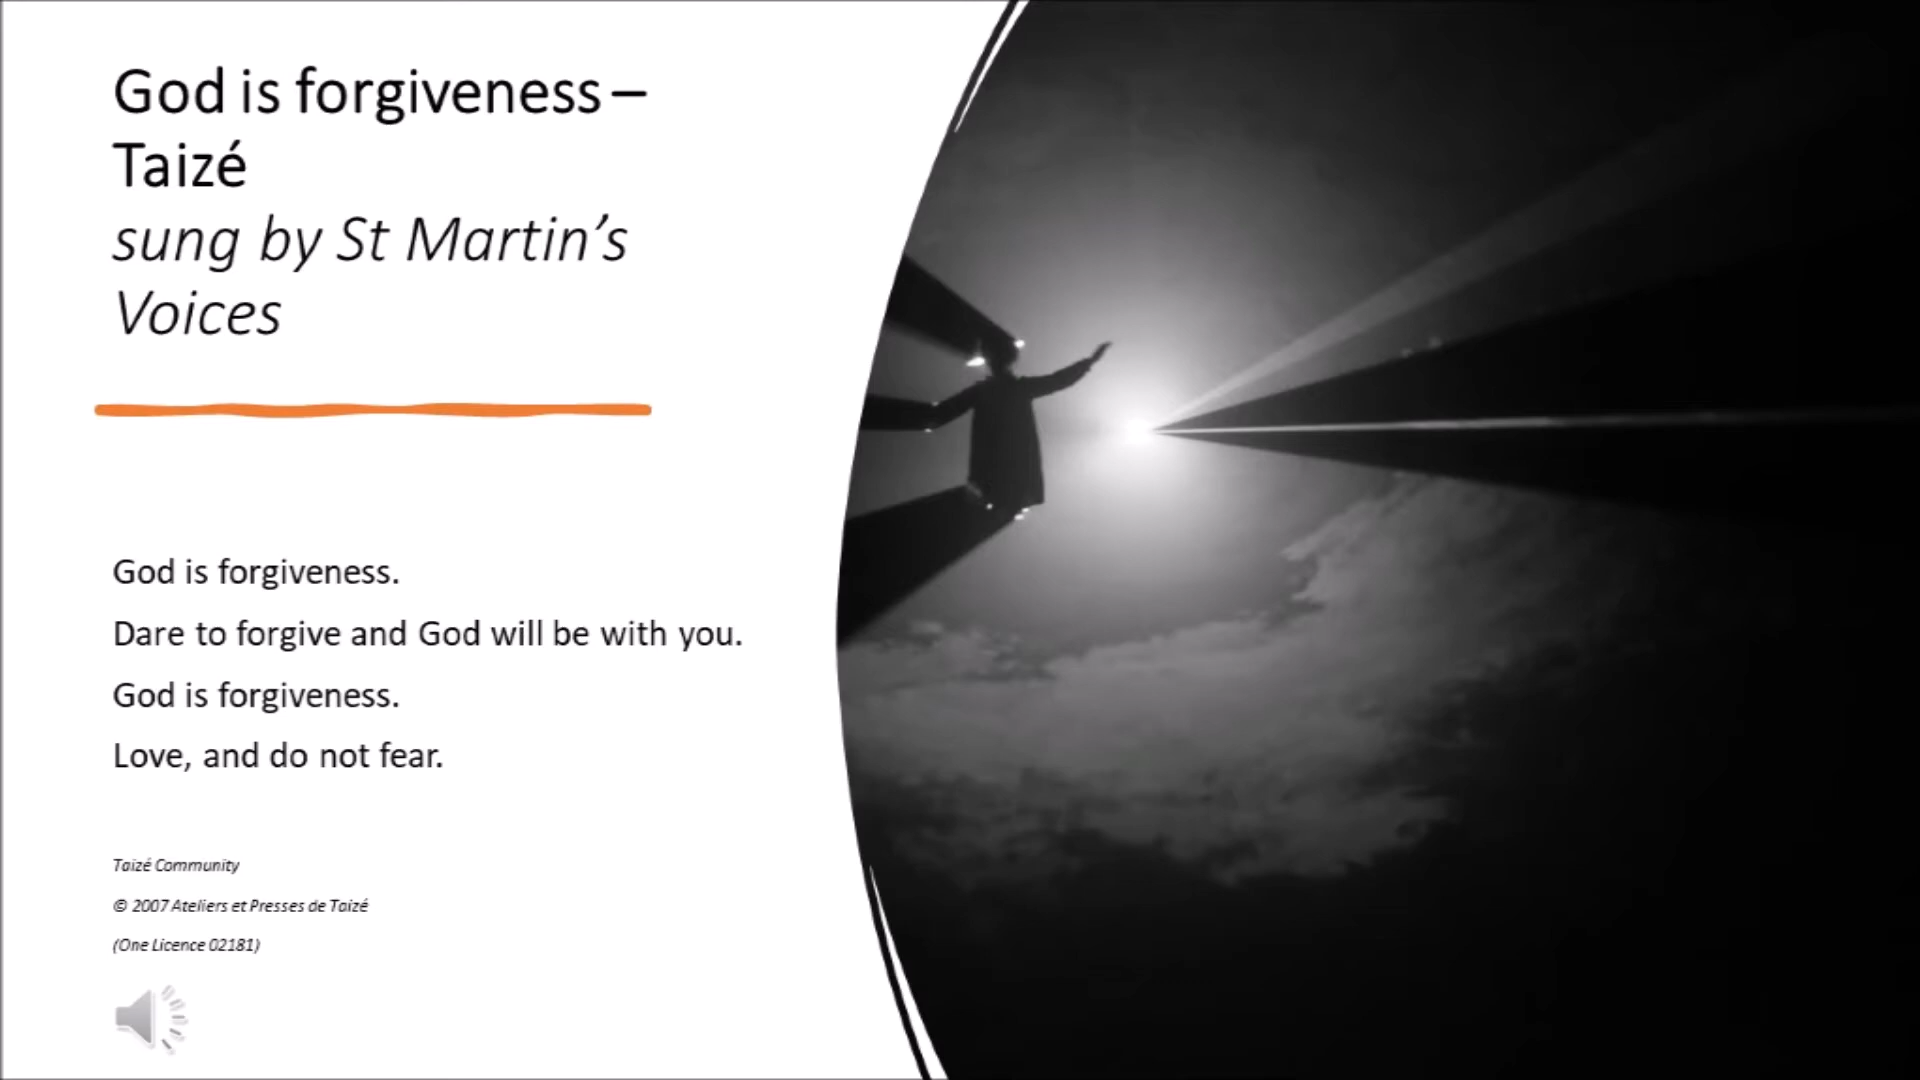 God is forgiveness –
Taizé
sung by St Martin’s
Voices
God is forgiveness.
Dare to forgive and God will be with you.
God is forgiveness.
Love, and do not fear.
Taizé Community
© 2007 Ateliers et Presses de Taizé
(One Licence 02181)